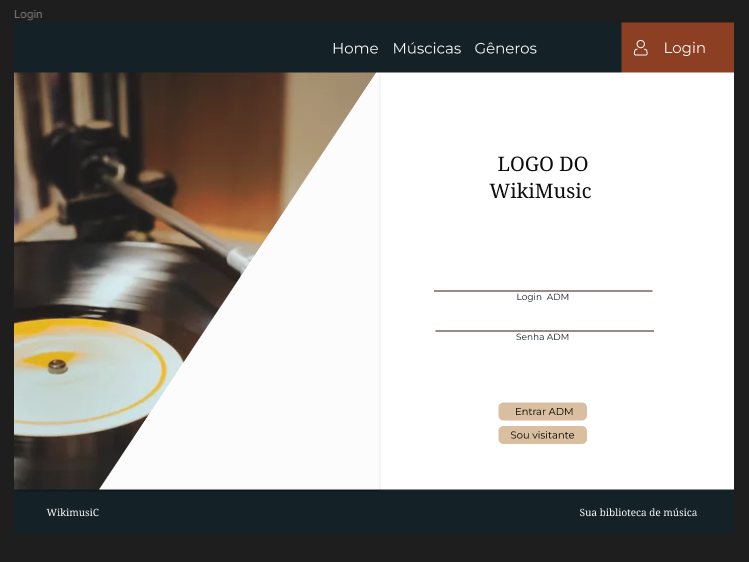 Login
Home Múscicas Gêneros Login
LOGO DO
WikiMusic
Login ADM
Senha ADM
Entrar ADM
Sou visitante
WikimusiC Sua biblioteca de música